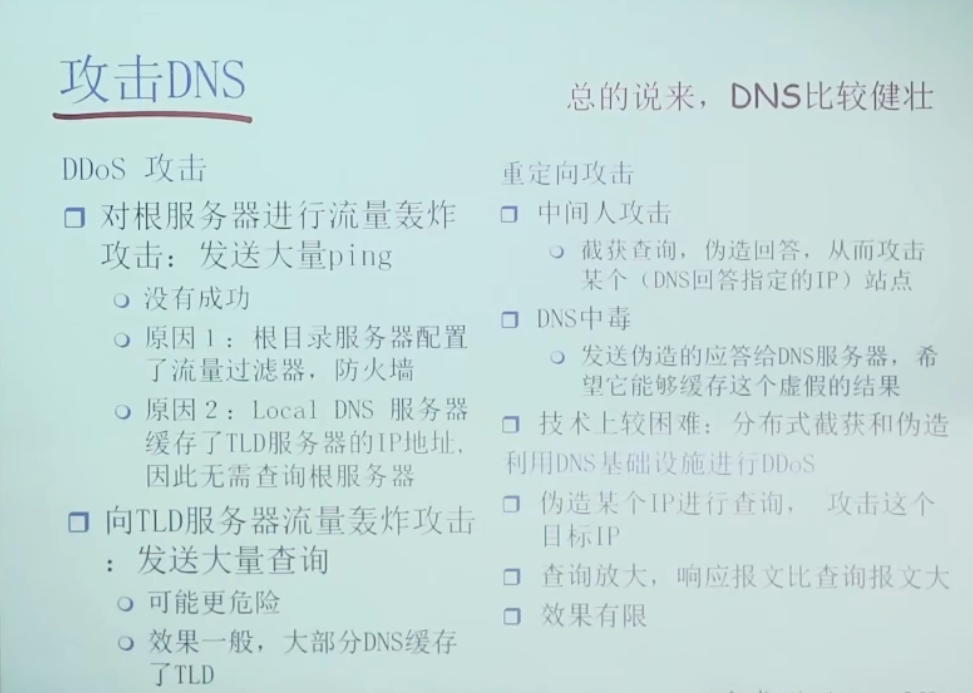 攻击DNS
总的说来，DNS比较健壮
DDoS 攻击
❒ 对根服务器进行流量轰炸
攻击：发送大量ping
○ 没有成功
○ 原因1：根目录服务器配置
了流量过滤器，防火墙
○ 原因2：Local DNS 服务器
缓存了TLD服务器的IP地址,
因此无需查询根服务器
❒ 向TLD服务器流量轰炸攻击
：发送大量查询
○ 可能更危险
○ 效果一般，大部分DNS缓存
了TLD
重定向攻击
❒ 中间人攻击
○ 截获查询，伪造回答，从而攻击
某个（DNS回答指定的IP）站点
❒ DNS中毒
○ 发送伪造的应答给DNS服务器，希
望它能够缓存这个虚假的结果
❒ 技术上较困难：分布式截获和伪造
利用DNS基础设施进行DDoS
❒ 伪造某个IP进行查询， 攻击这个
目标IP
❒ 查询放大，响应报文比查询报文大
❒ 效果有限